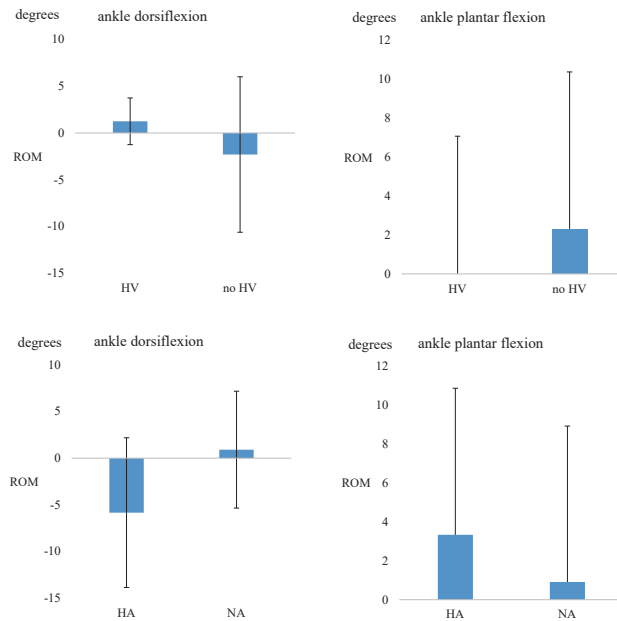 degrees ankle dorsiflexion
10
5
0
ROM
-5
-10
-15
HV no HV
degrees ankle plantar flexion
12
10
8
ROM 6
4
2
0
HV no HV
degrees ankle dorsiflexion
10
5
0
ROM
-5
-10
-15
HA NA
degrees ankle plantar flexion
12
10
8
ROM 6
4
2
0
HA NA